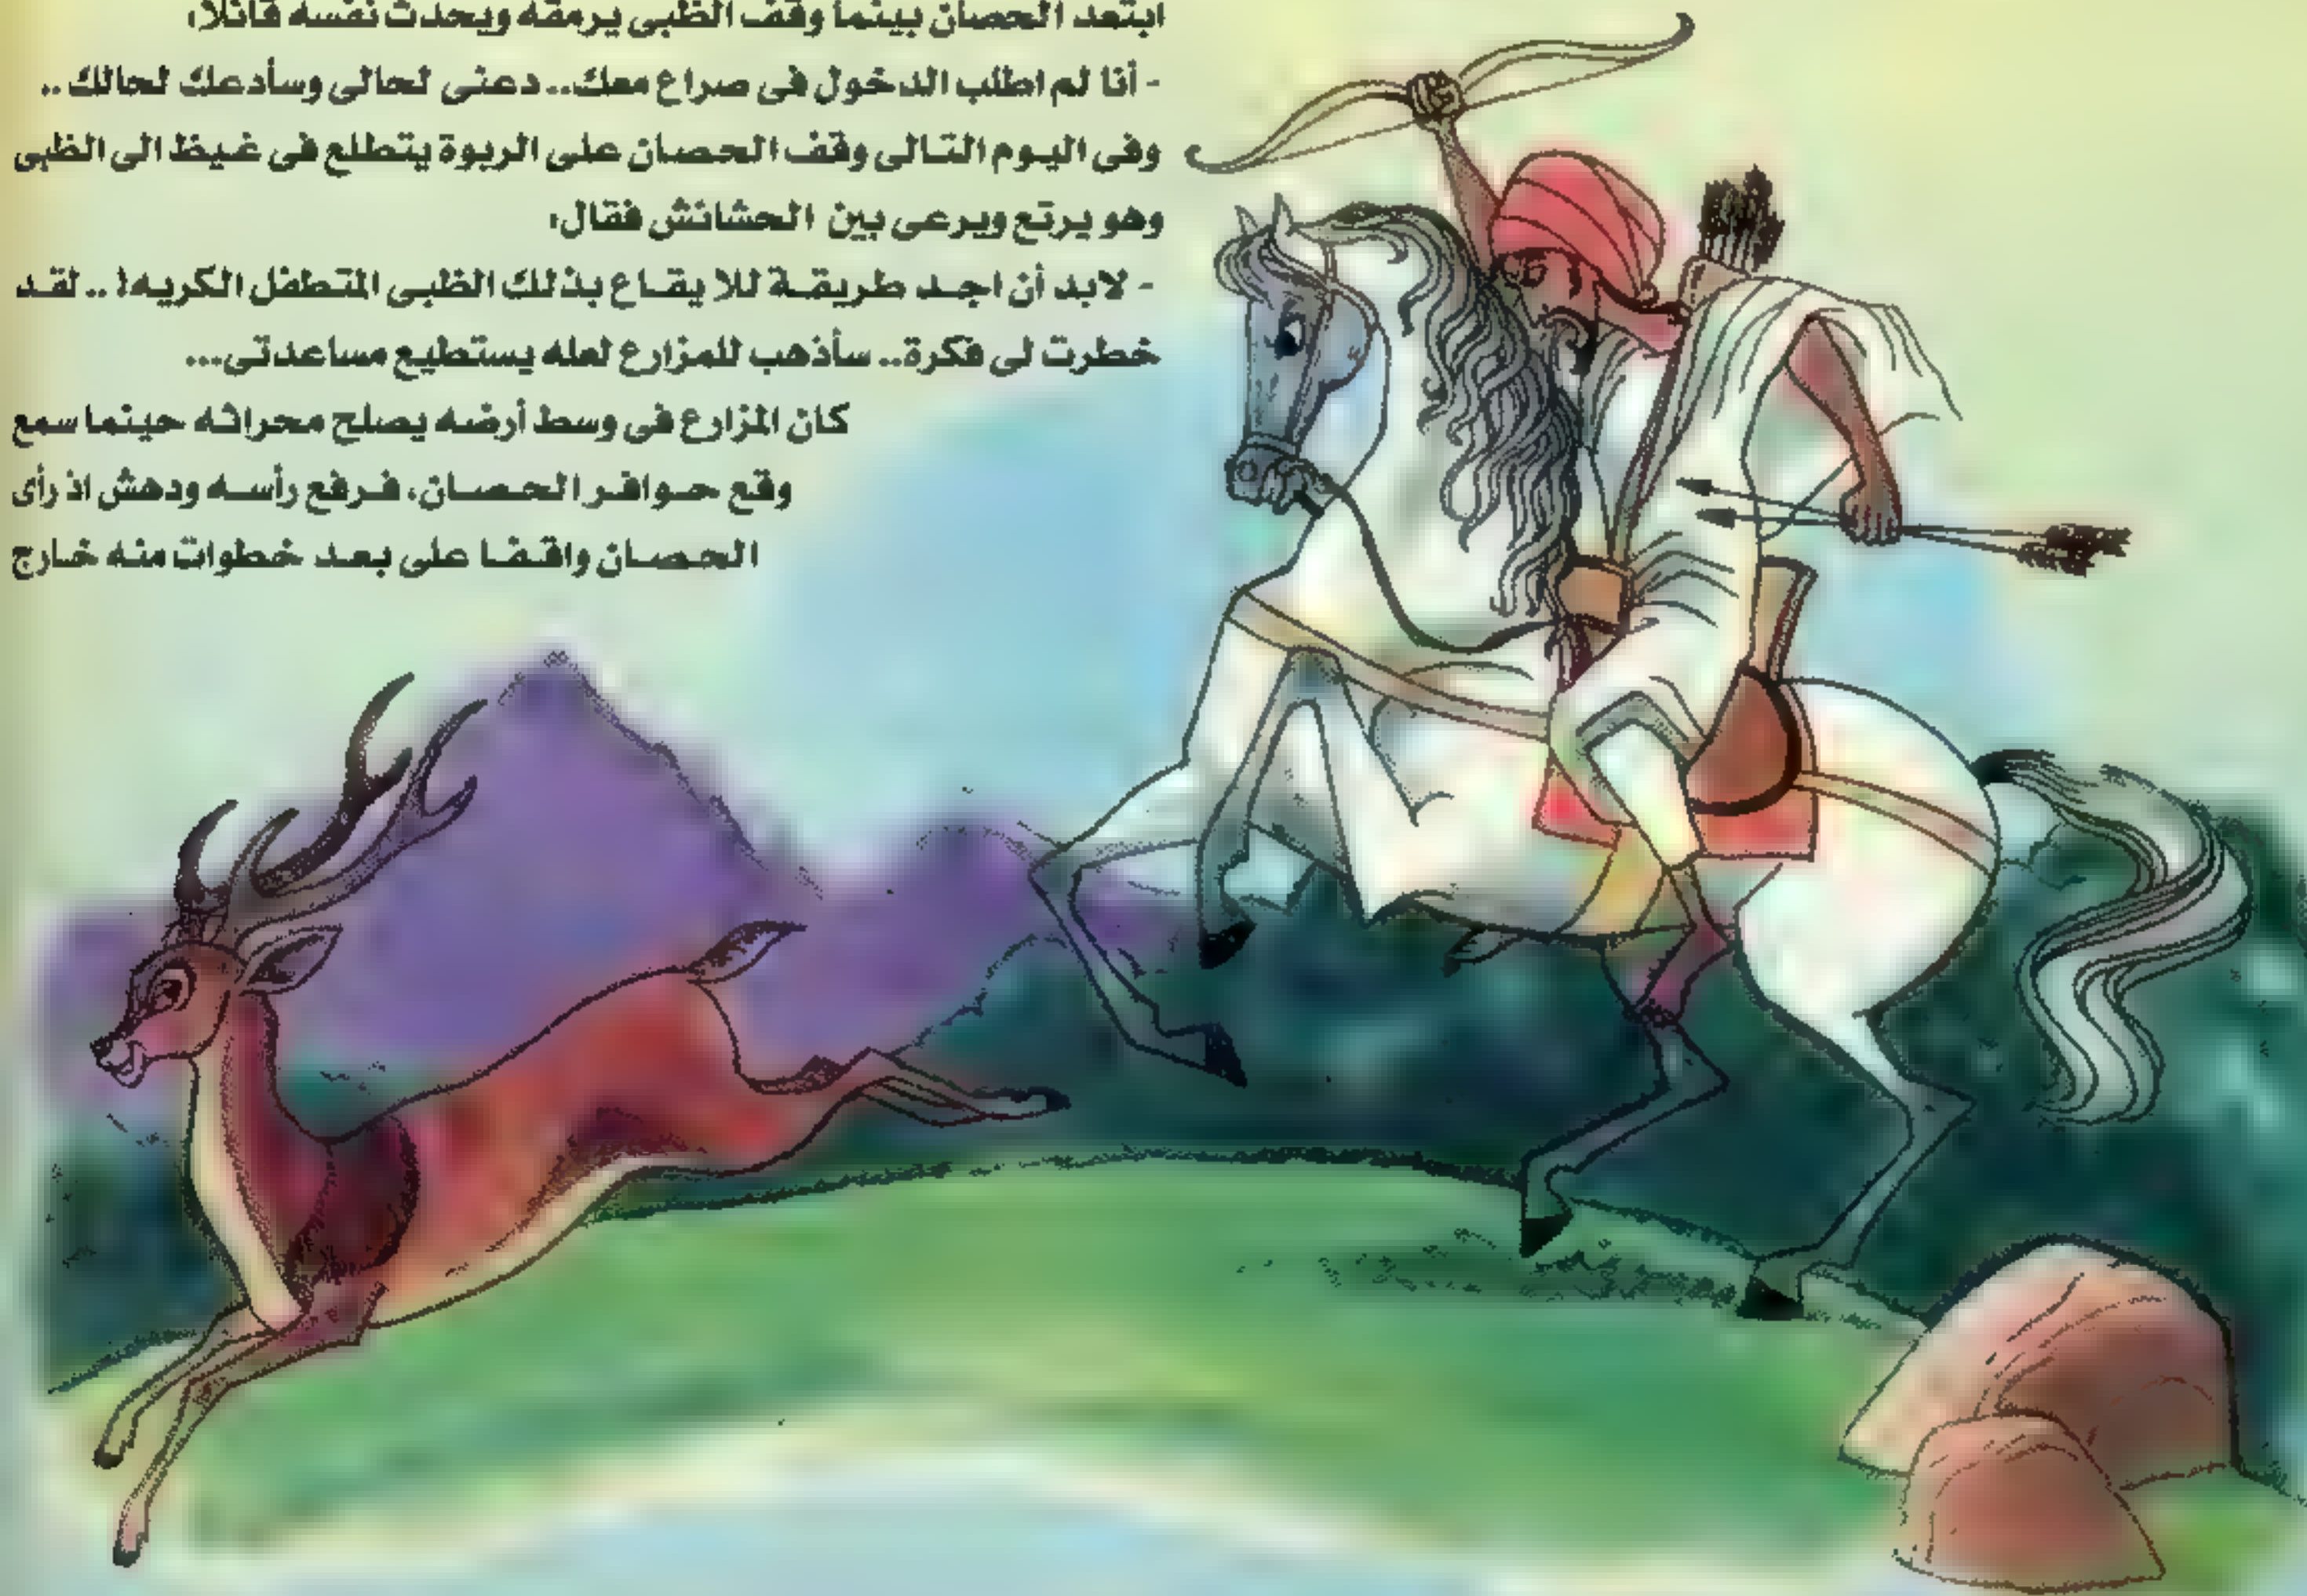 ابتعد الحصان بينما وقف الظبى يرمقه ويحدث نفسه قائلا:
- أنا لم اطلب الدخول فى صراع معك.. دعنى لحالى وسأدعك لحالك ..
وفى اليوم التالى وقف الحصان على الربوة يتطلع فى غيظ الى الظبى
وهو يرتع ويرعى بين الحشائش فقال:
- لابد أن اجد طريقة للا يقاع بذلك الظبى المتطفل الكريه! .. لقد
خطرت لى فكرة.. سأذهب للمزارع لعله يستطيع مساعدتى...
كان المزارع فى وسط أرضه يصلح محراثه حينما سمع
وقع حوافر الحصان، فرفع رأسه ودهش اذ رأى
الحصان واقفا على بعد خطوات منه خارج